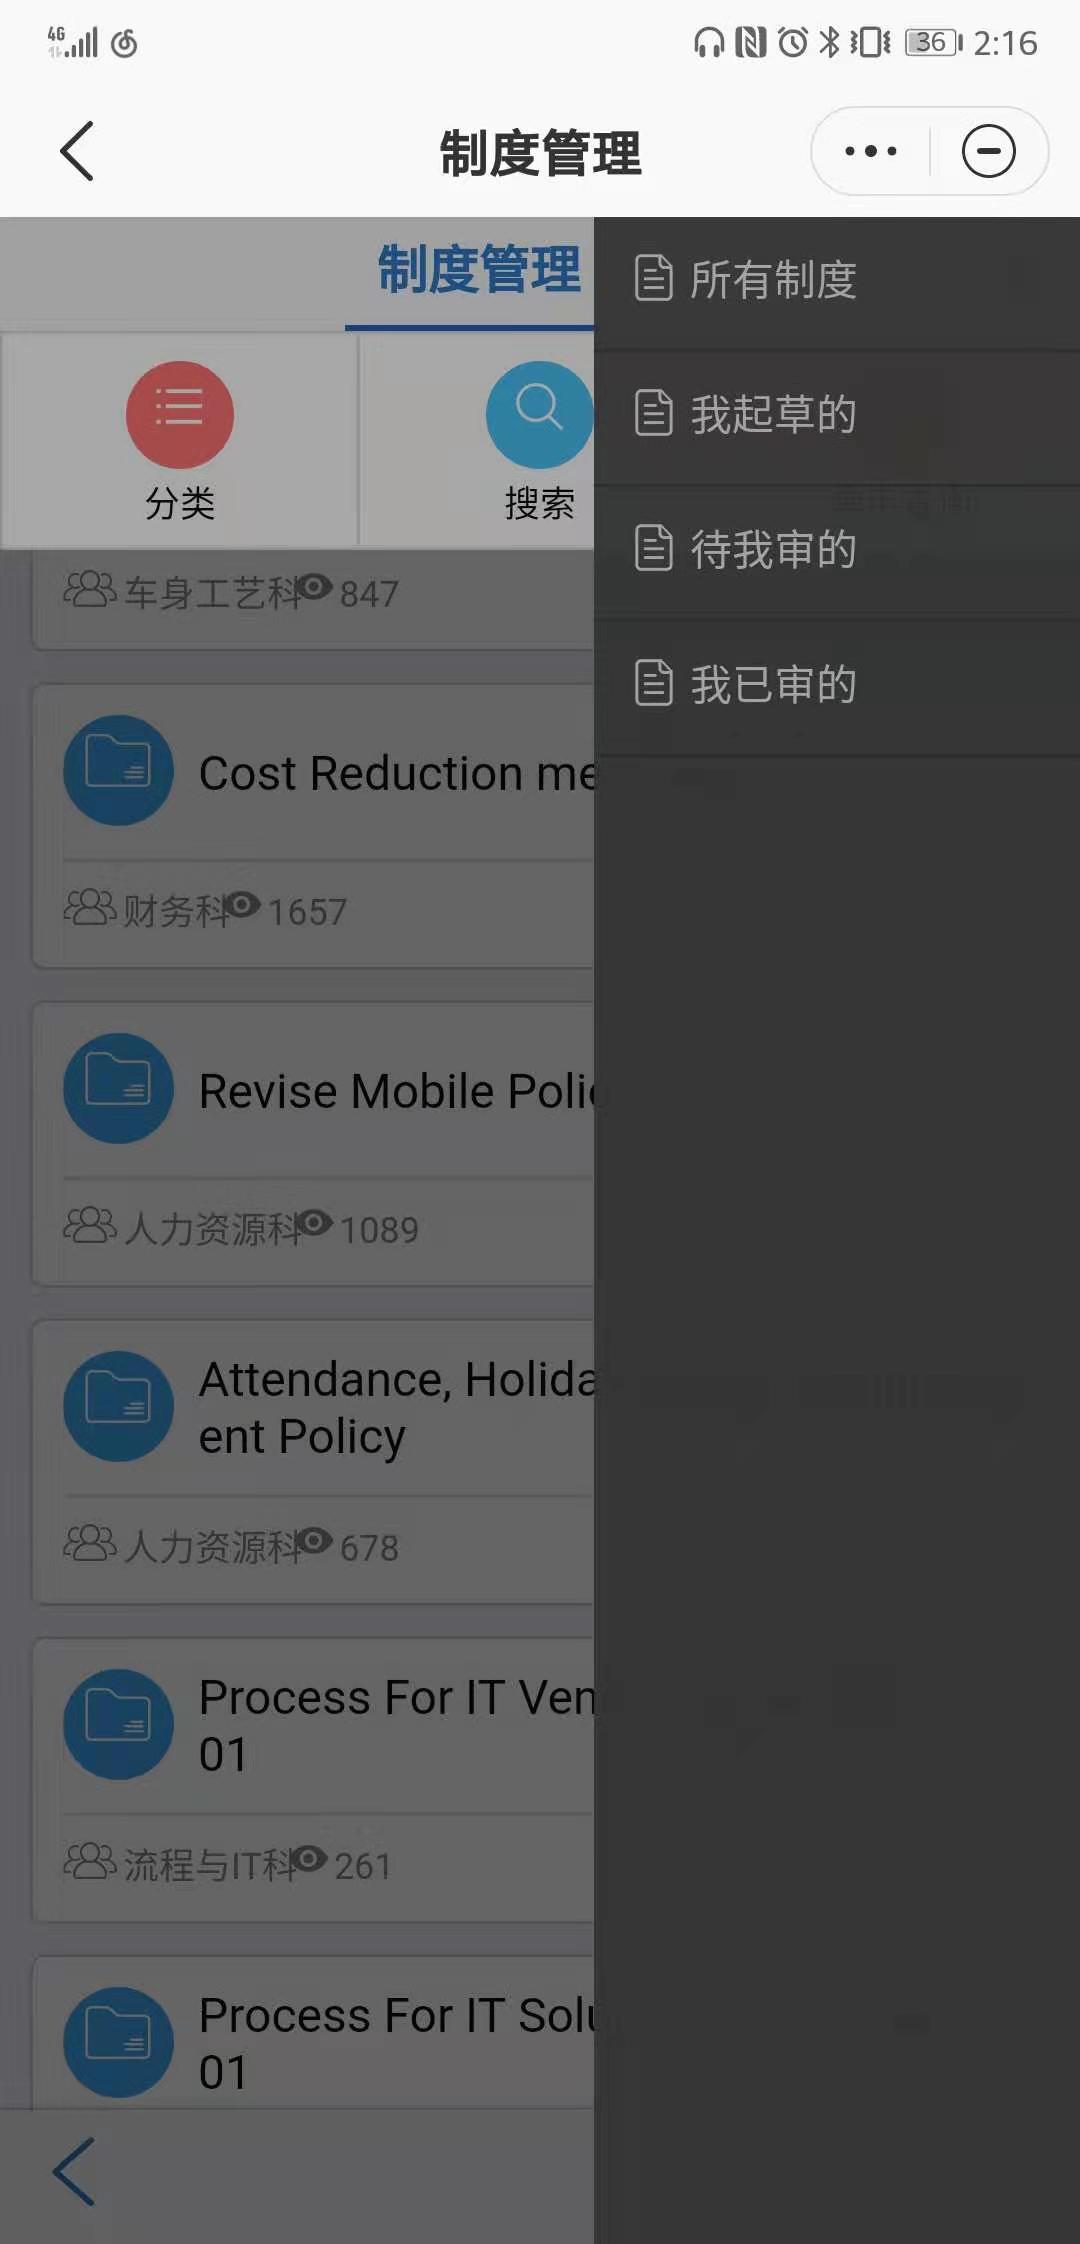 4G 36 2:16
制度管理
制度管理
分类
搜索
所有制度
我起草的
待我审的
我已审的
车身工艺科 847
Cost Reduction me
财务科 1657
Revise Mobile Polic
人力资源科 1089
Attendance, Holida
ent Policy
人力资源科 678
Process For IT Ven
01
流程与IT科 261
Process For IT Solu
01